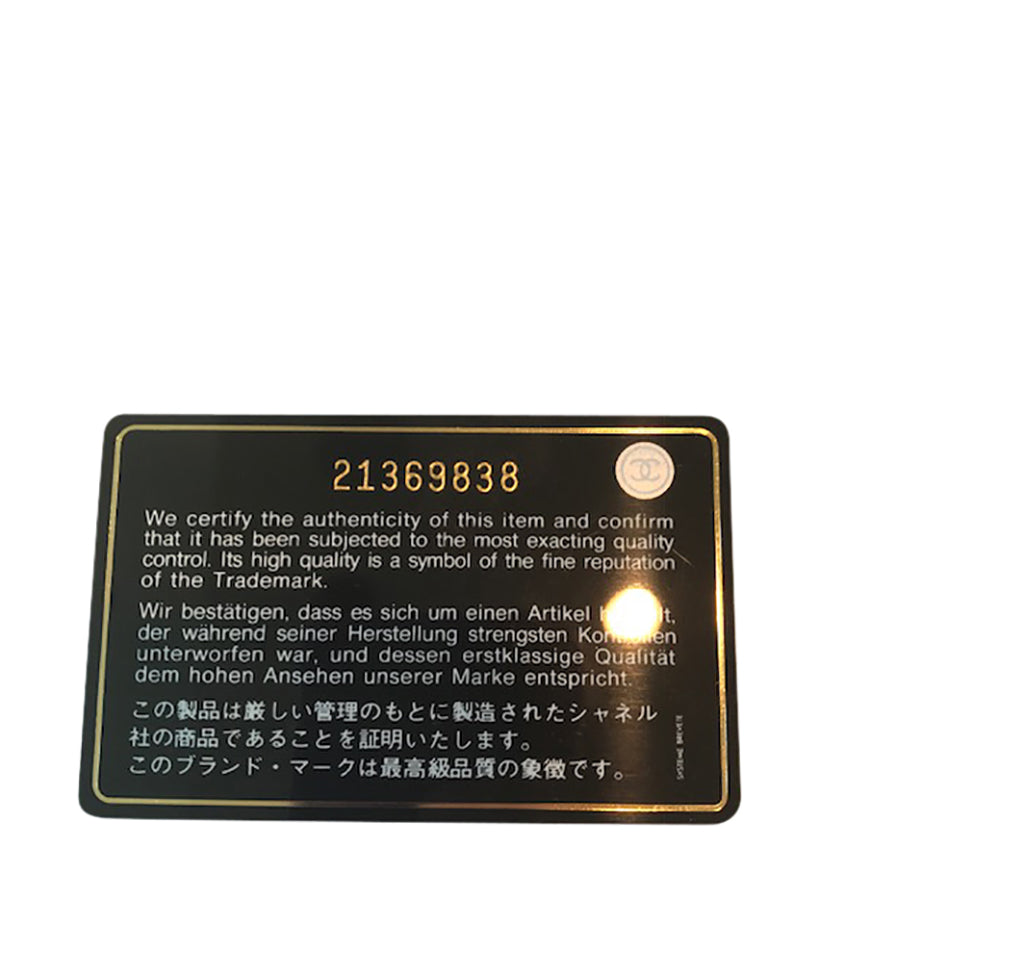 21369838
We certify the authenticity of this item and confirm
that it has been subjected to the most exacting quality
control. Its high quality is a symbol of the fine reputation
of the Trademark.
Wir bestätigen, dass es sich um einen Artikel
der während seiner Herstellung strengsten
unterworfen war, und dessen erstklassige Qualität
dem hohen Ansehen unserer Marke entspricht.
この製品は厳しい管理のもとに製造されたシャネル
社の商品であることを証明いたします。
このブランド・マークは最高級品質の象徴です。
SYSTEME BREVETE